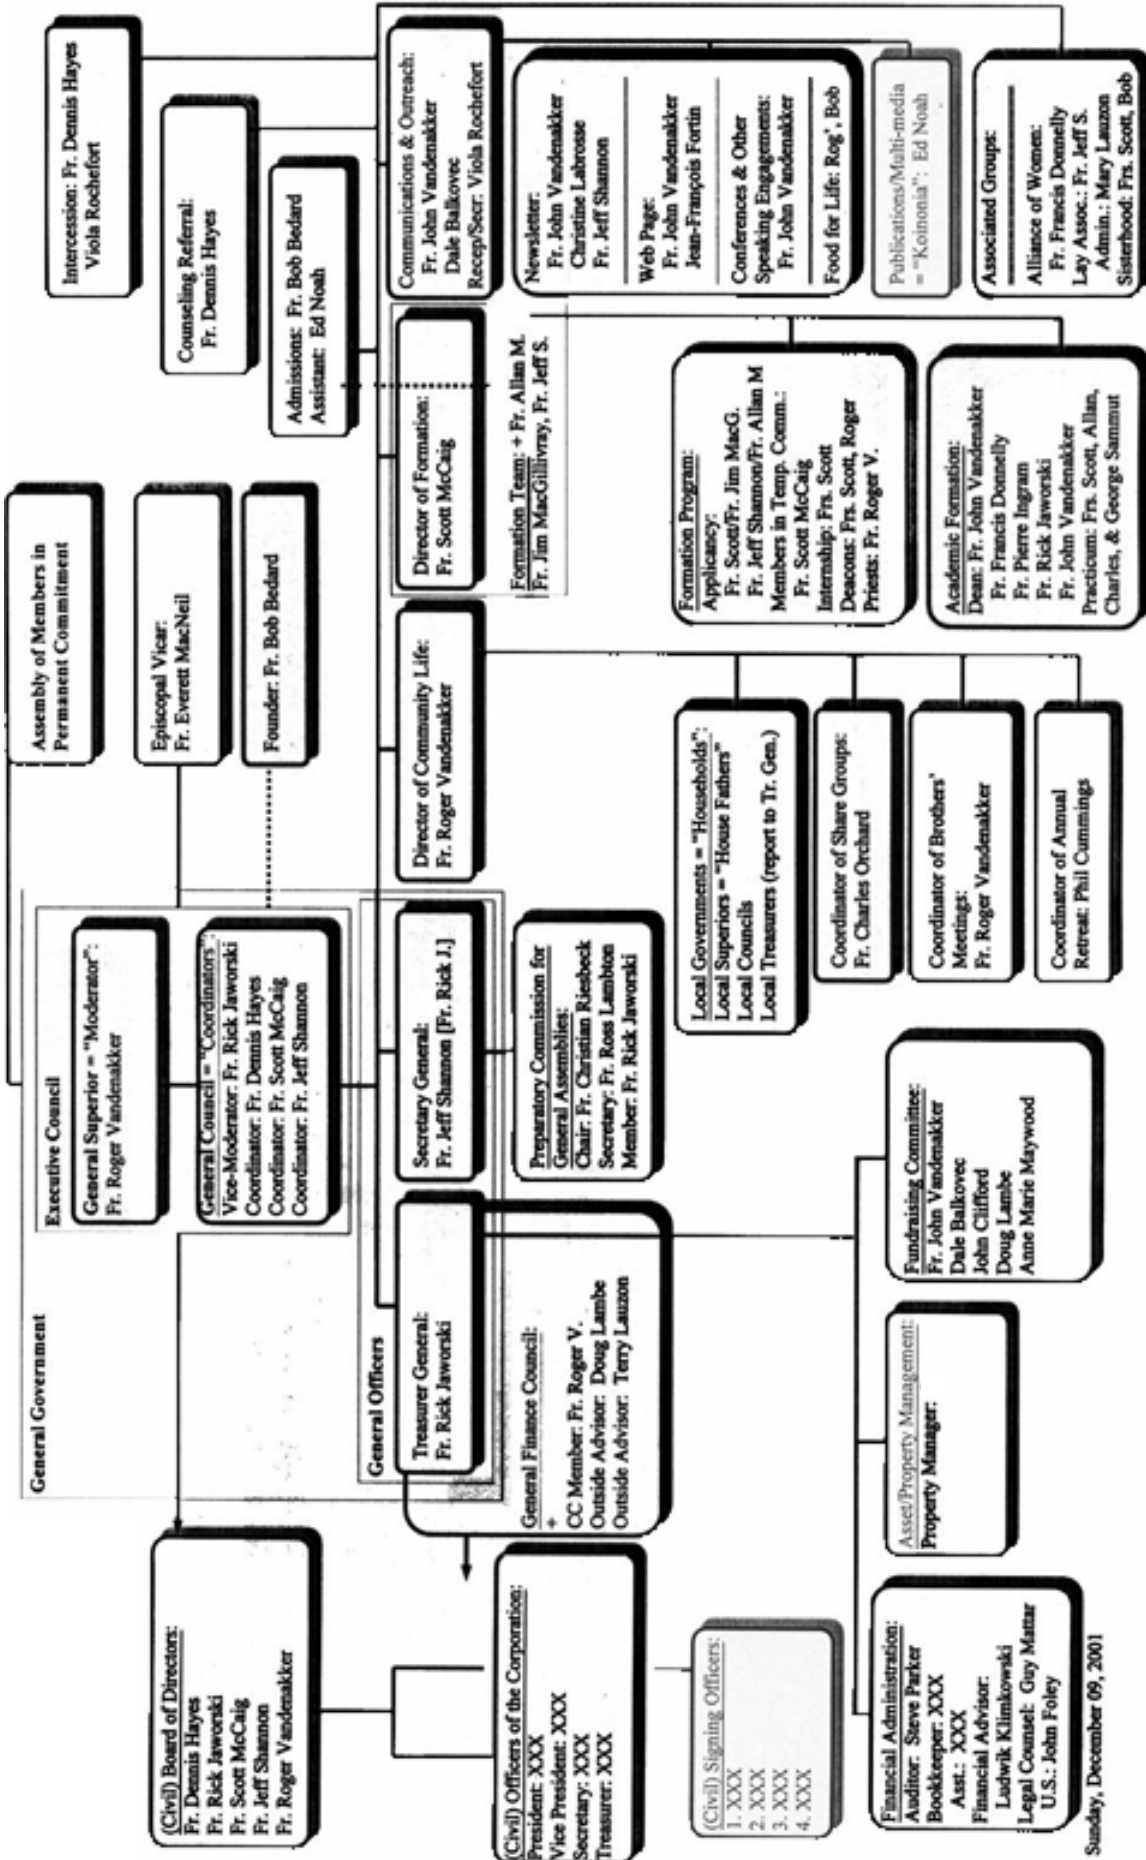 Assembly of Members in
Permanent Commitment
General Government
Executive Council
General Superior = "Moderator":
Fr. Roger Vandenakker
Episcopal Vicar:
Fr. Everett MacNeil
General Council = "Coordinators":
Vice-Moderator: Fr. Rick Jaworski
Coordinator: Fr. Dennis Hayes
Coordinator: Fr. Scott McCaig
Coordinator: Fr. Jeff Shannon
Founder: Fr. Bob Bedard
Intercession: Fr. Dennis Hayes
Viola Rochefort
Counseling Referral:
Fr. Dennis Hayes
Admissions: Fr. Bob Bedard
Assistant: Ed Noah
(Civil) Board of Directors:
Fr. Dennis Hayes
Fr. Rick Jaworski
Fr. Scott McCaig
Fr. Jeff Shannon
Fr. Roger Vandenakker
General Officers
Treasurer General:
Fr. Rick Jaworski
Secretary General:
Fr. Jeff Shannon [Fr. Rick J.]
Director of Community Life:
Fr. Roger Vandenakker
Director of Formation:
Fr. Scott McCaig
Formation Team: + Fr. Allan M.
Fr. Jim MacGillivray, Fr. Jeff S.
Communications & Outreach:
Fr. John Vandenakker
Dale Balkovec
Recep/Secr: Viola Rochefort
General Finance Council:
+
CC Member: Fr. Roger V.
Outside Advisor: Doug Lambe
Outside Advisor: Terry Lauzon
Preparatory Commission for
General Assemblies:
Chair: Fr. Christian Riesbeck
Secretary: Fr. Ross Lambton
Member: Fr. Rick Jaworski
(Civil) Officers of the Corporation:
President: XXX
Vice President: XXX
Secretary: XXX
Treasurer: XXX
(Civil) Signing Officers:
1. XXX
2. XXX
3. XXX
4. XXX
Local Governments = "Households":
Local Superiors = "House Fathers"
Local Councils
Local Treasurers (report to Tr. Gen.)
Coordinator of Share Groups:
Fr. Charles Orchard
Coordinator of Brothers'
Meetings:
Fr. Roger Vandenakker
Coordinator of Annual
Retreat: Phil Cummings
Formation Program:
Applicancy:
Fr. Scott/Fr. Jim MacG.
Fr. Jeff Shannon/Fr. Allan M
Members in Temp. Comm.:
Fr. Scott McCaig
Internship: Frs. Scott
Deacons: Frs. Scott, Roger
Priests: Fr. Roger V.
Academic Formation:
Dean: Fr. John Vandenakker
Fr. Francis Donnelly
Fr. Pierre Ingram
Fr. Rick Jaworski
Fr. John Vandenakker
Practicum: Frs. Scott, Allan,
Charles, & George Sammut
Newsletter:
Fr. John Vandenakker
Christine Labrosse
Fr. Jeff Shannon
Web Page:
Fr. John Vandenakker
Jean-François Fortin
Conferences & Other
Speaking Engagements:
Fr. John Vandenakker
Food for Life: Rog', Bob
Publications/Multi-media
= "Koinonia": Ed Noah
Associated Groups:
Alliance of Women:
Fr. Francis Donnelly
Lay Assoc.: Fr. Jeff S.
Admin.: Mary Lauzon
Sisterhood: Frs. Scott, Bob
Financial Administration:
Auditor: Steve Parker
Bookkeeper: XXX
Asst.: XXX
Financial Advisor:
Ludwik Klimkowski
Legal Counsel: Guy Mattar
U.S.: John Foley
Asset/Property Management:
Property Manager:
Fundraising Committee:
Fr. John Vandenakker
Dale Balkovec
John Clifford
Doug Lambe
Anne Marie Maywood
Sunday, December 09, 2001